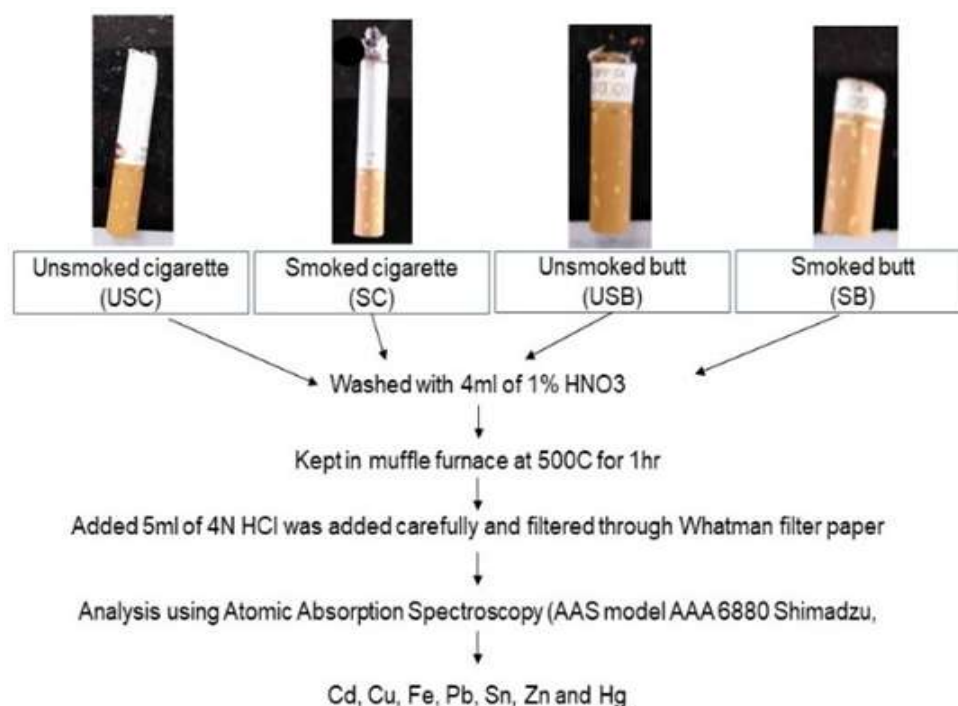 Unsmoked cigarette
(USC)
Smoked cigarette
(SC)
Unsmoked butt
(USB)
Smoked butt
(SB)
Washed with 4ml of 1% HNO3
Kept in muffle furnace at 500C for 1hr
Added 5ml of 4N HCl was added carefully and filtered through Whatman filter paper
Analysis using Atomic Absorption Spectroscopy (AAS model AAA 6880 Shimadzu,
Cd, Cu, Fe, Pb, Sn, Zn and Hg